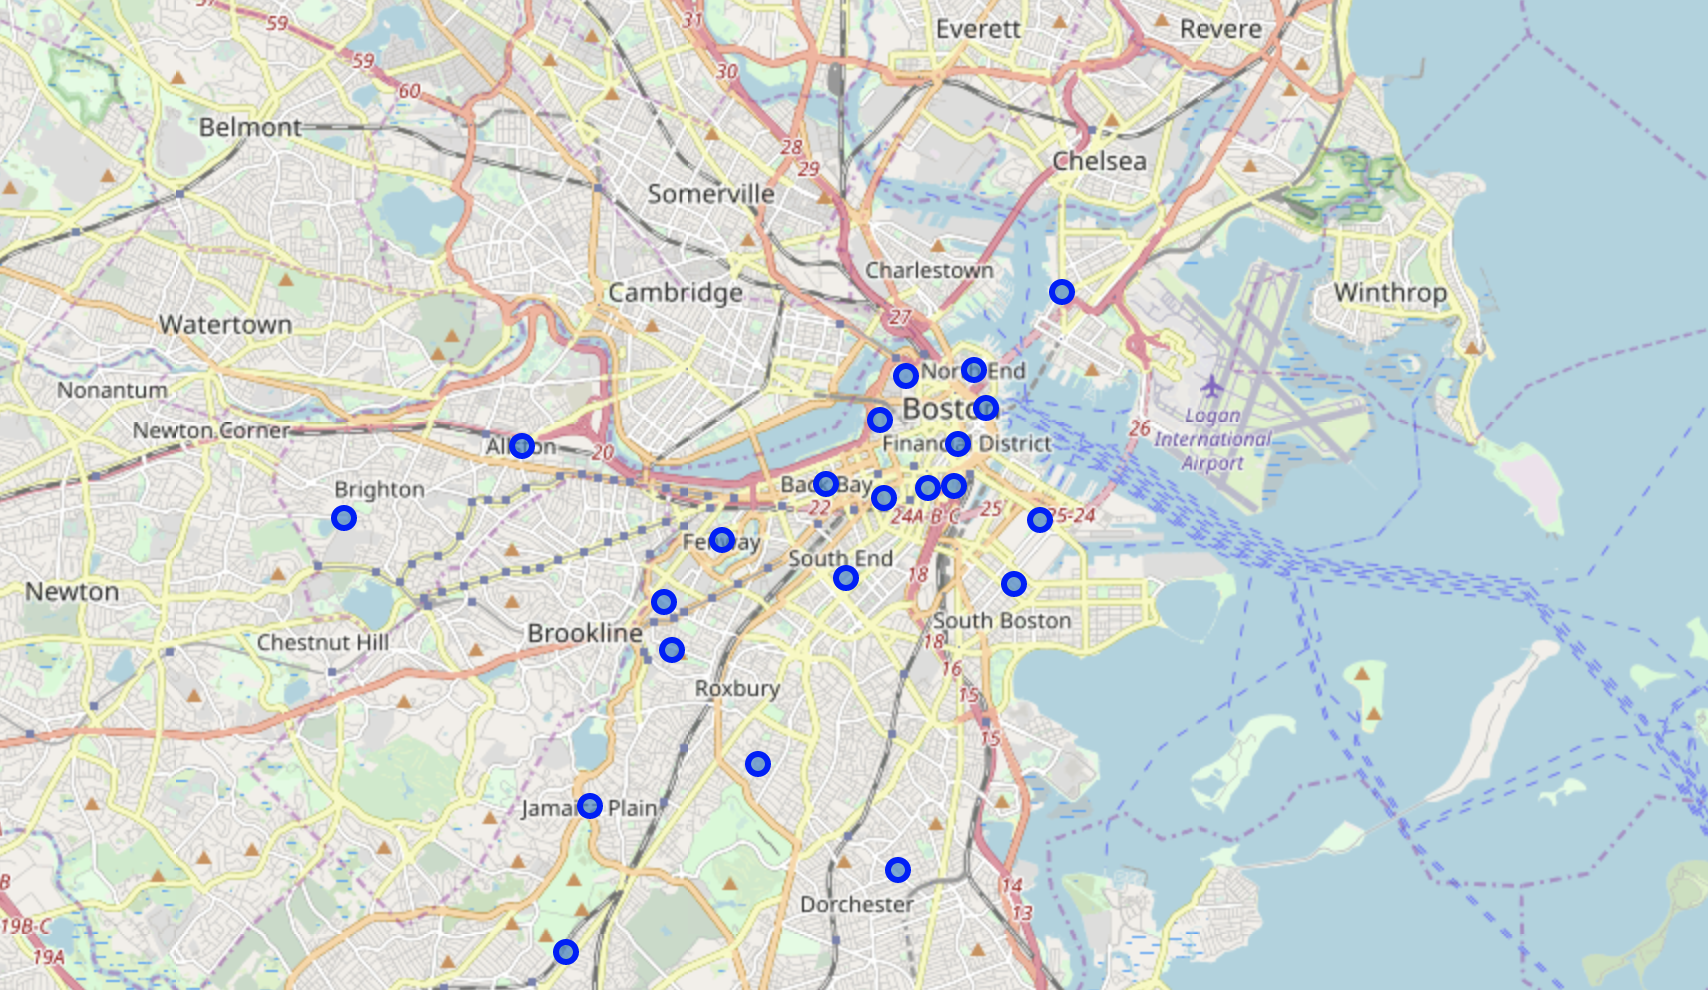 57
59
31
Everett
Revere
59
30
60
Belmont
28
29
Chelsea
Somerville
Charlestown
Cambridge
Winthrop
27
Watertown
North End
Nonantum
Boston
Logan
International
Airport
Newton Corner
26
Allston
20
Financial District
Back Bay
Brighton
22
24A-B-C
25
25-24
Fenway
South End
18
Newton
South Boston
Brookline
Chestnut Hill
18
16
Roxbury
15
15
Jamaica Plain
14
B
Dorchester
13
19B-C
19A